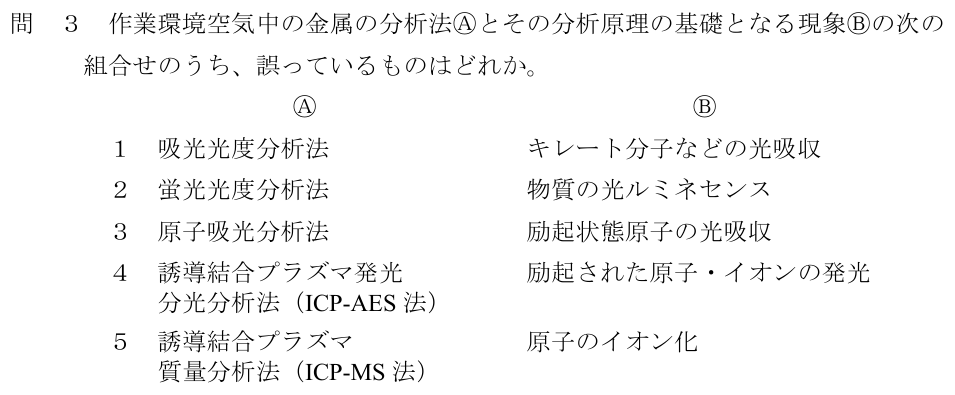 問　３　作業環境空気中の金属の分析法Ⓐとその分析原理の基礎となる現象Ⓑの次の
組合せのうち、誤っているものはどれか。
Ⓐ　Ⓑ
１　吸光光度分析法　キレート分子などの光吸収
２　蛍光光度分析法　物質の光ルミネセンス
３　原子吸光分析法　励起状態原子の光吸収
４　誘導結合プラズマ発光　励起された原子・イオンの発光
分光分析法（ICP-AES 法）
５　誘導結合プラズマ　原子のイオン化
質量分析法（ICP-MS 法）